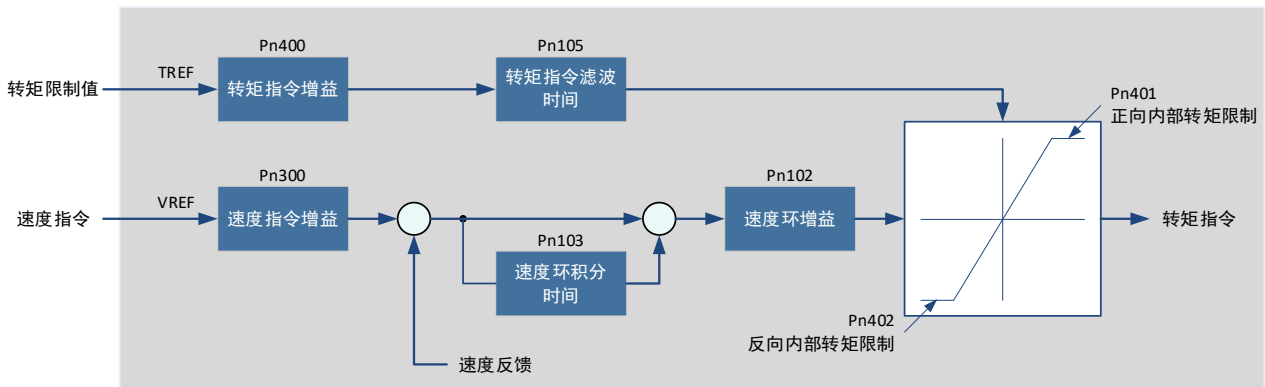 Pn400
Pn105
转矩限制值
TREF
转矩指令增益
转矩指令滤波
时间
Pn401
正向内部转矩限制
Pn300
Pn102
速度指令
VREF
速度指令增益
速度环增益
转矩指令
Pn103
速度环积分
时间
Pn402
反向内部转矩限制
速度反馈